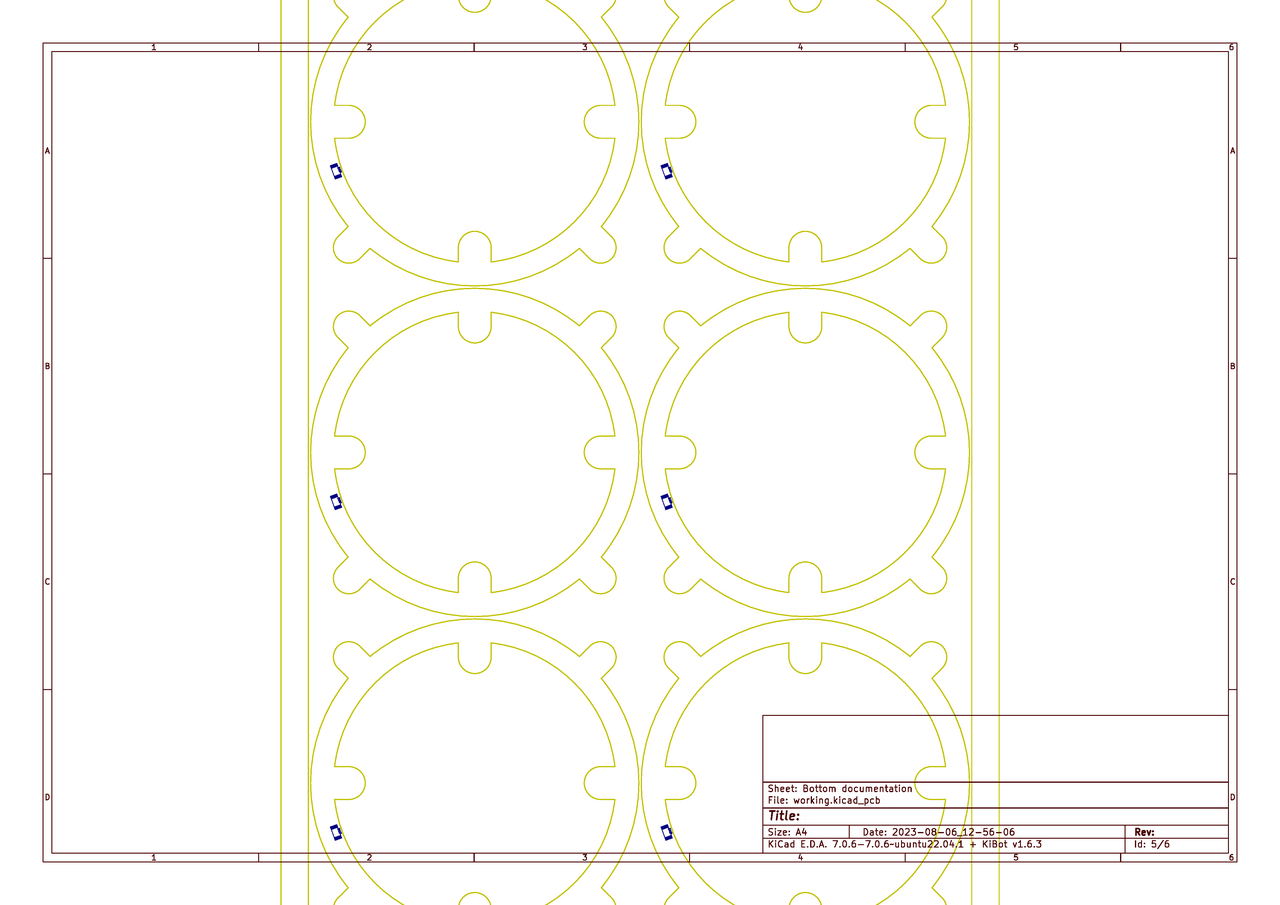 1 2 3 4 5 6
A A
B B
C C
D D
Sheet: Bottom documentation
File: working.kicad_pcb
Title:
Size: A4 Date: 2023-08-06_12-56-06 Rev:
KiCad E.D.A. 7.0.6-7.0.6~ubuntu22.04.1 + KiBot v1.6.3 Id: 5/6
1 2 3 4 5 6